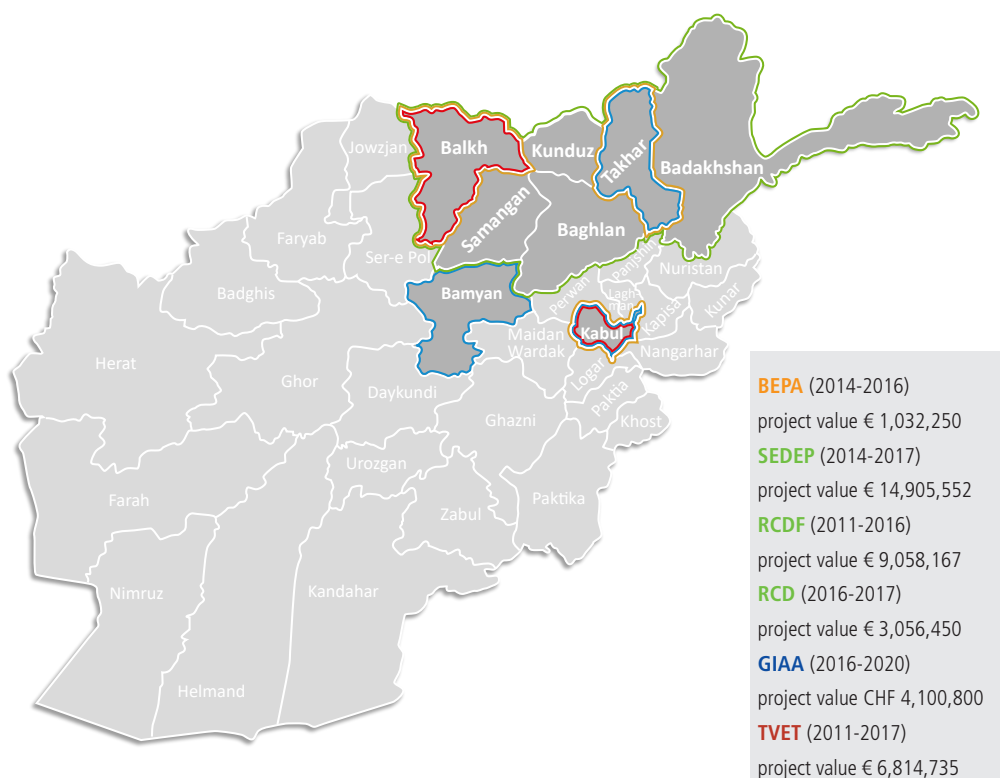 Jowzjan
Balkh
Kunduz
Takhar
Badakhshan
Faryab
Samangan
Baghlan
Ser-e Pol
Panjshir
Nuristan
Badghis
Bamyan
Perwan
Lagh-
man
Kapisa
Kunar
Herat
Maidan
Wardak
Kabul
Nangarhar
Ghor
Daykundi
Logar
Paktia
Khost
Ghazni
Urozgan
Farah
Zabul
Paktika
Nimruz
Kandahar
Helmand
BEPA (2014-2016)
project value € 1,032,250
SEDEP (2014-2017)
project value € 14,905,552
RCDF (2011-2016)
project value € 9,058,167
RCD (2016-2017)
project value € 3,056,450
GIAA (2016-2020)
project value CHF 4,100,800
TVET (2011-2017)
project value € 6,814,735